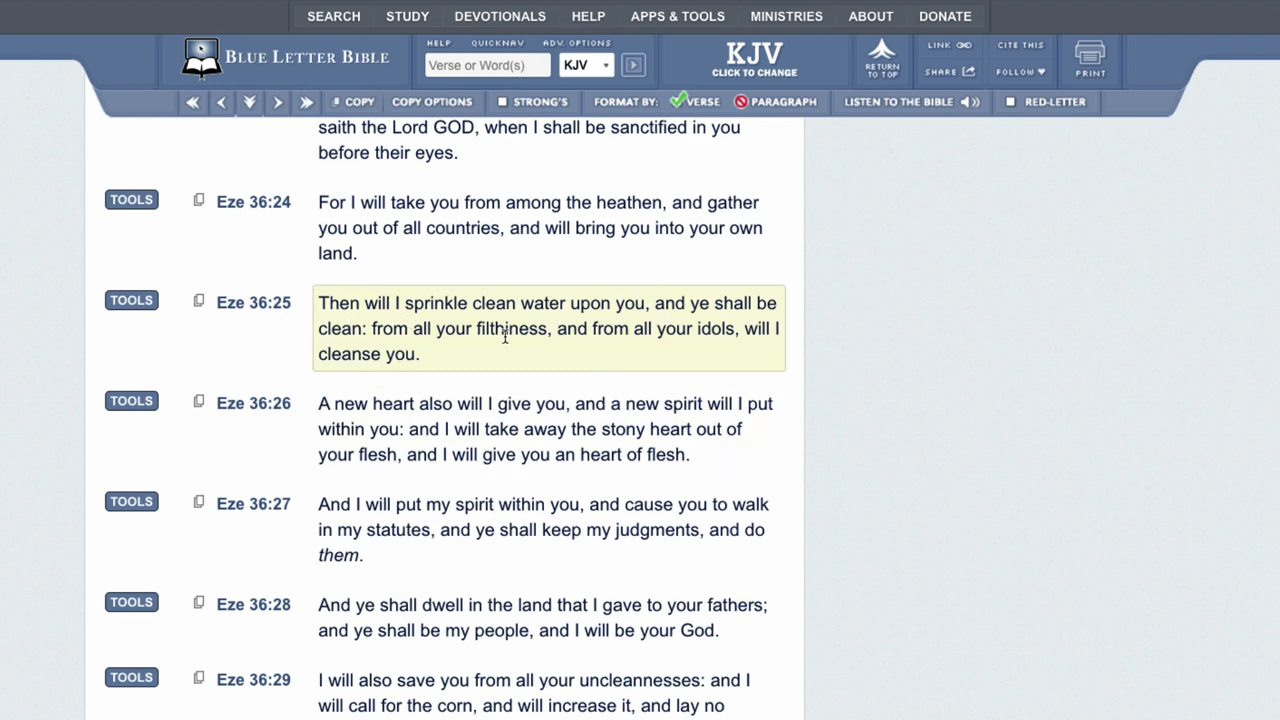 SEARCH STUDY DEVOTIONALS HELP APPS & TOOLS MINISTRIES ABOUT DONATE
BLUE LETTER BIBLE
HELP QUICKNAV ADV. OPTIONS
Verse or Word(s) KJV
KJV
CLICK TO CHANGE
RETURN
TO TOP
LINK CITE THIS
SHARE FOLLOW
PRINT
COPY COPY OPTIONS STRONG'S FORMAT BY: VERSE PARAGRAPH LISTEN TO THE BIBLE RED-LETTER
saith the Lord GOD, when I shall be sanctified in you
before their eyes.
TOOLS Eze 36:24 For I will take you from among the heathen, and gather
you out of all countries, and will bring you into your own
land.
TOOLS Eze 36:25 Then will I sprinkle clean water upon you, and ye shall be
clean: from all your filthiness, and from all your idols, will I
cleanse you.
TOOLS Eze 36:26 A new heart also will I give you, and a new spirit will I put
within you: and I will take away the stony heart out of
your flesh, and I will give you an heart of flesh.
TOOLS Eze 36:27 And I will put my spirit within you, and cause you to walk
in my statutes, and ye shall keep my judgments, and do
them.
TOOLS Eze 36:28 And ye shall dwell in the land that I gave to your fathers;
and ye shall be my people, and I will be your God.
TOOLS Eze 36:29 I will also save you from all your uncleannesses: and I
will call for the corn, and will increase it, and lay no